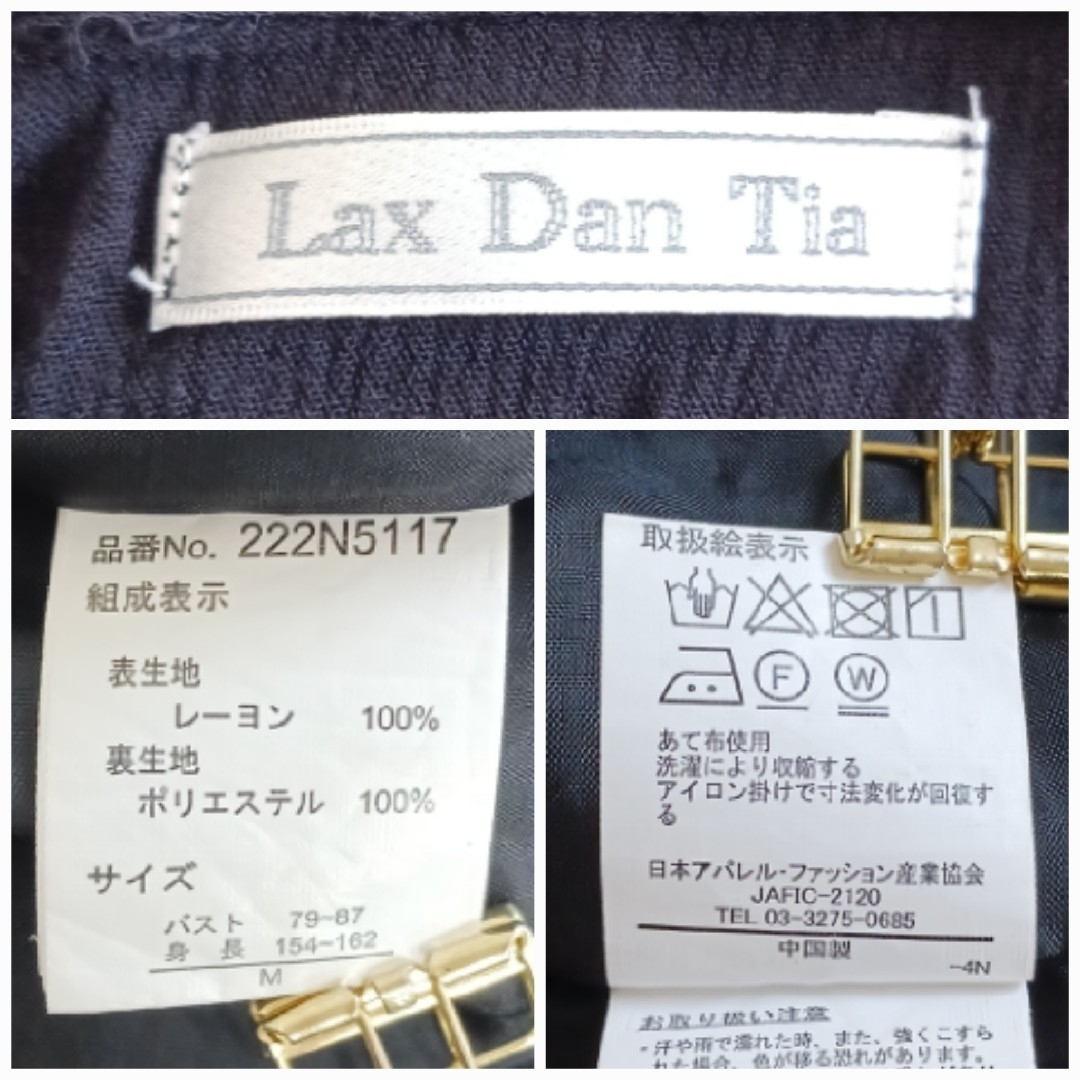 Lax Dan Tia
品番No. 222N5117
組成表示
表生地
レーヨン 100%
裏生地
ポリエステル 100%
サイズ
バスト 79~87
身 長 154~162
M
取扱絵表示
F W
あて布使用
洗濯により収縮する
アイロン掛けで寸法変化が回復す
る
日本アパレル・ファッション産業協会
JAFIC-2120
TEL 03-3275-0685
中国製
-4N
お取り扱い注意
・汗や雨で濡れた時、また、強くこすら
れた場合、色が移る恐れがあります。